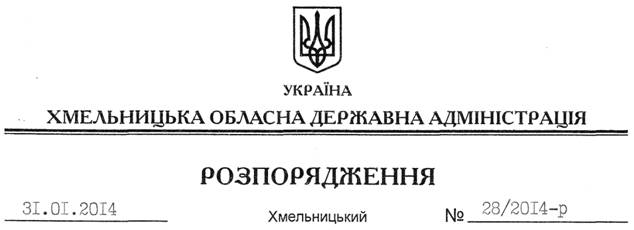 УКРАЇНА
ХМЕЛЬНИЦЬКА ОБЛАСНА ДЕРЖАВНА АДМІНІСТРАЦІЯ
РОЗПОРЯДЖЕННЯ
31.01.2014 Хмельницький № 28/2014-р